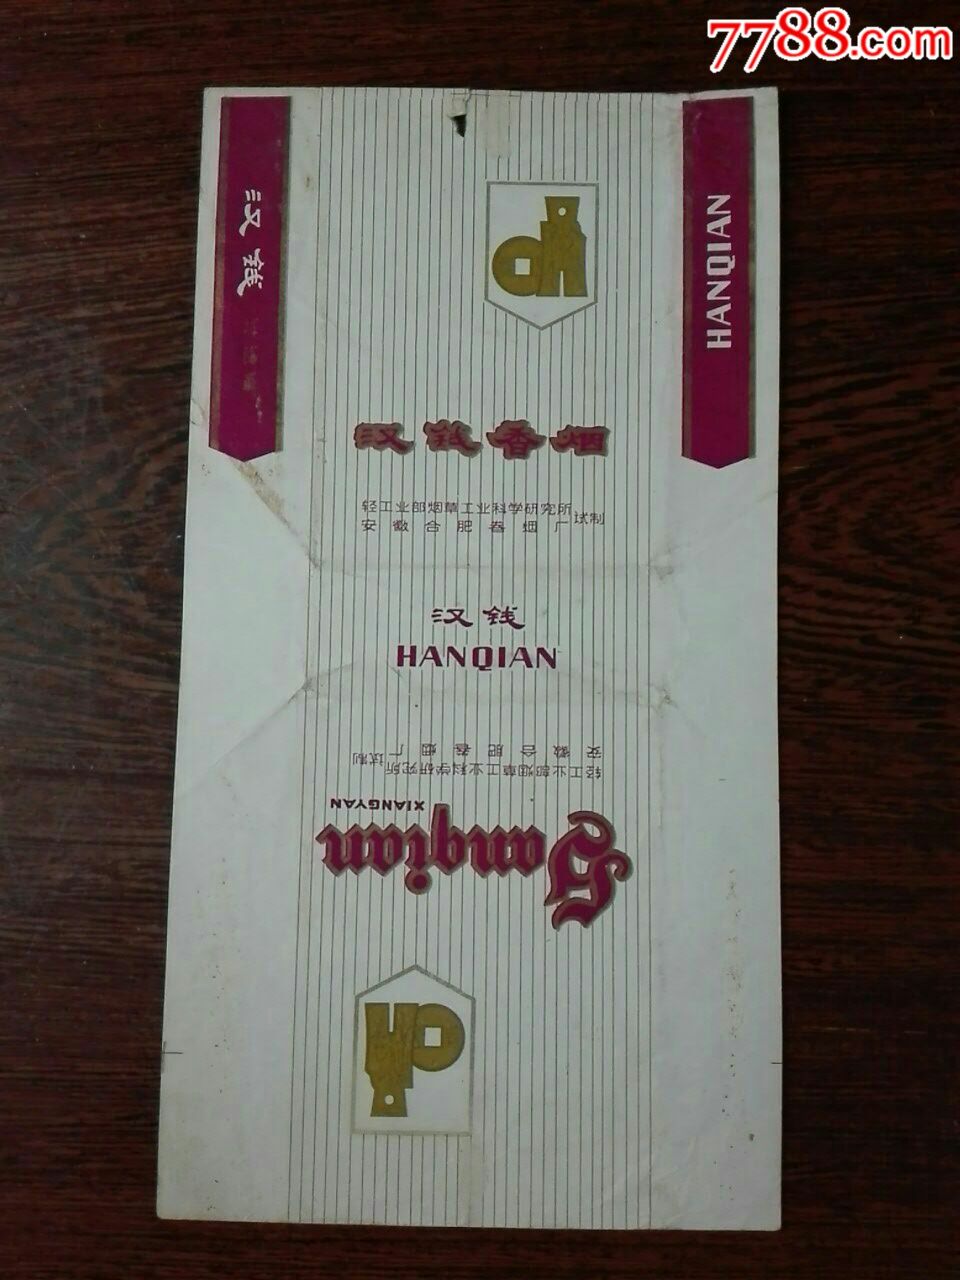 7788.com
汉钱
HANQIAN
汉钱香烟
轻工业部烟草工业科学研究所
安徽合肥卷烟厂
试制
汉钱
HANQIAN
轻工业部烟草工业科学研究所
安徽合肥卷烟厂
试制
XIANGYAN
Hanqian